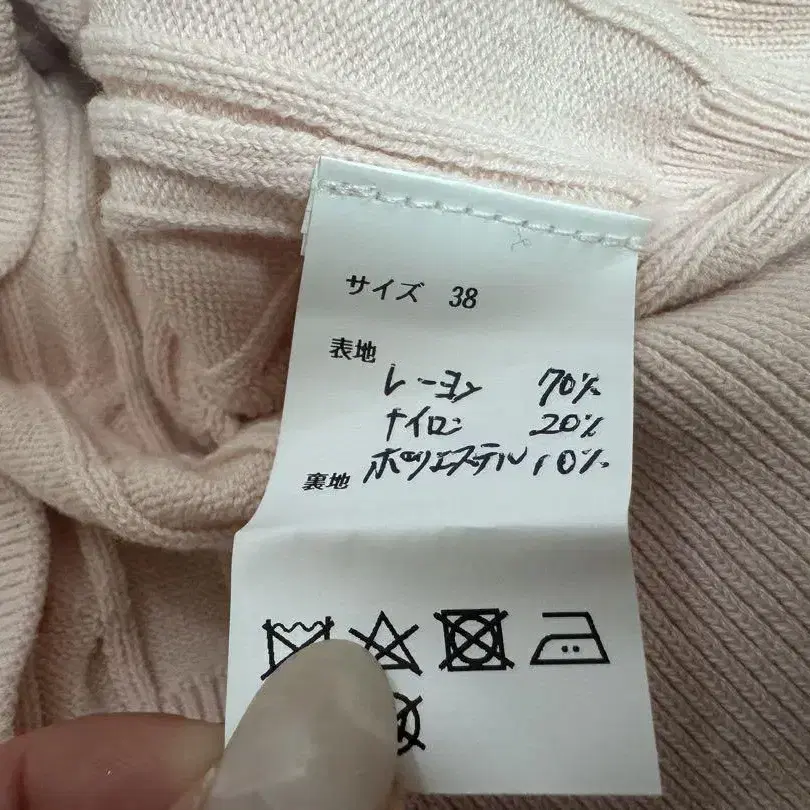 サイズ 38
表地
レーヨン 70%
ナイロン 20%
ポリエステル 10%
裏地